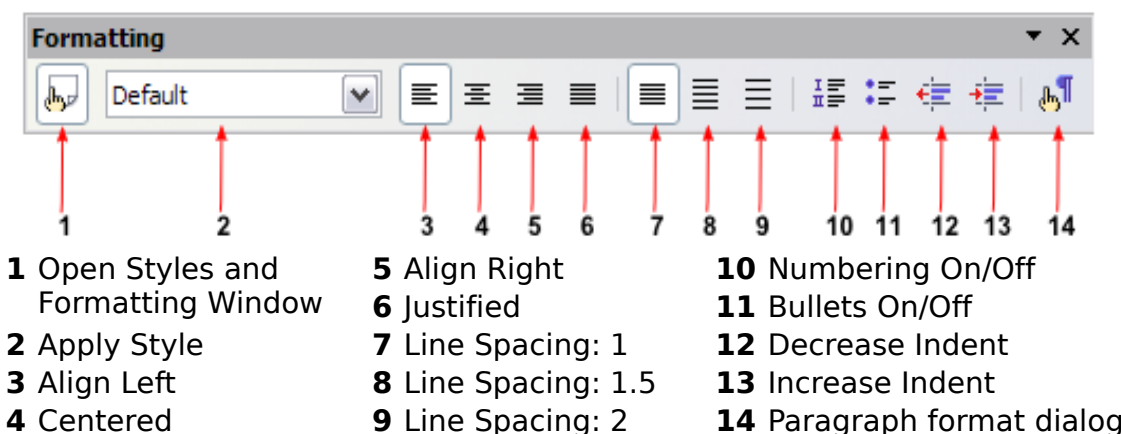 Formatting
Default
1 2 3 4 5 6 7 8 9 10 11 12 13 14
1 Open Styles and
Formatting Window
2 Apply Style
3 Align Left
4 Centered
5 Align Right
6 Justified
7 Line Spacing: 1
8 Line Spacing: 1.5
9 Line Spacing: 2
10 Numbering On/Off
11 Bullets On/Off
12 Decrease Indent
13 Increase Indent
14 Paragraph format dialog